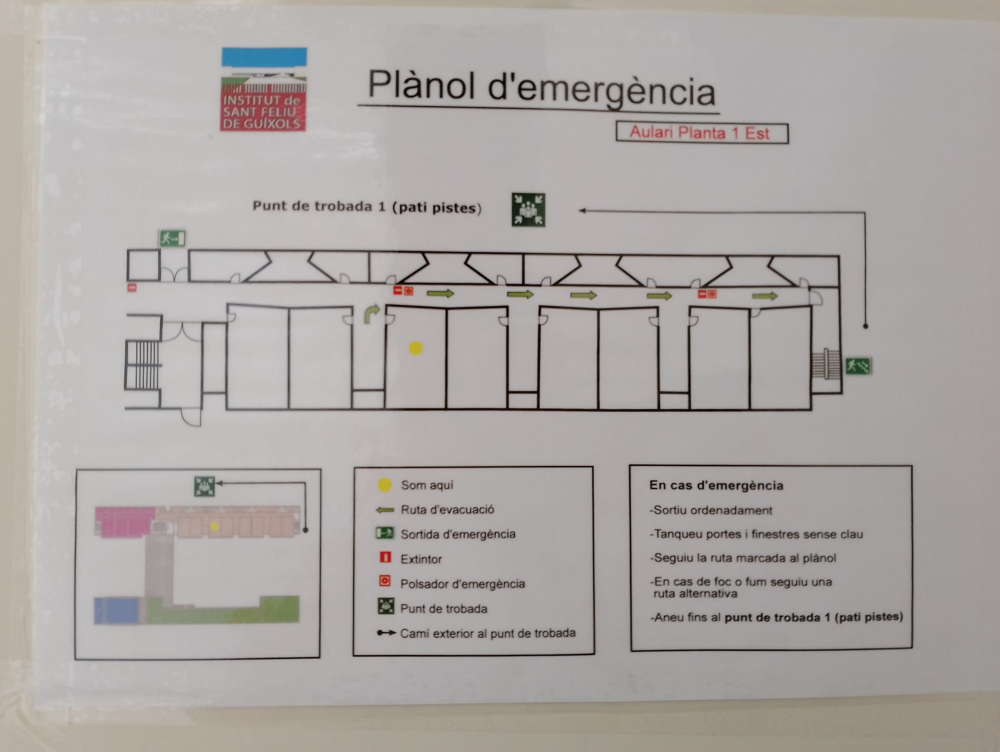 INSTITUT de
SANT FELIU
DE GUÍXOLS
Plànol d'emergència
Aulari Planta 1 Est
Punt de trobada 1 (pati pistes)
Som aquí
Ruta d'evacuació
Sortida d'emergència
Extintor
Polsador d'emergència
Punt de trobada
Camí exterior al punt de trobada
En cas d'emergència
-Sortiu ordenadament
-Tanqueu portes i finestres sense clau
-Seguiu la ruta marcada al plànol
-En cas de foc o fum seguiu una
ruta alternativa
-Aneu fins al punt de trobada 1 (pati pistes)